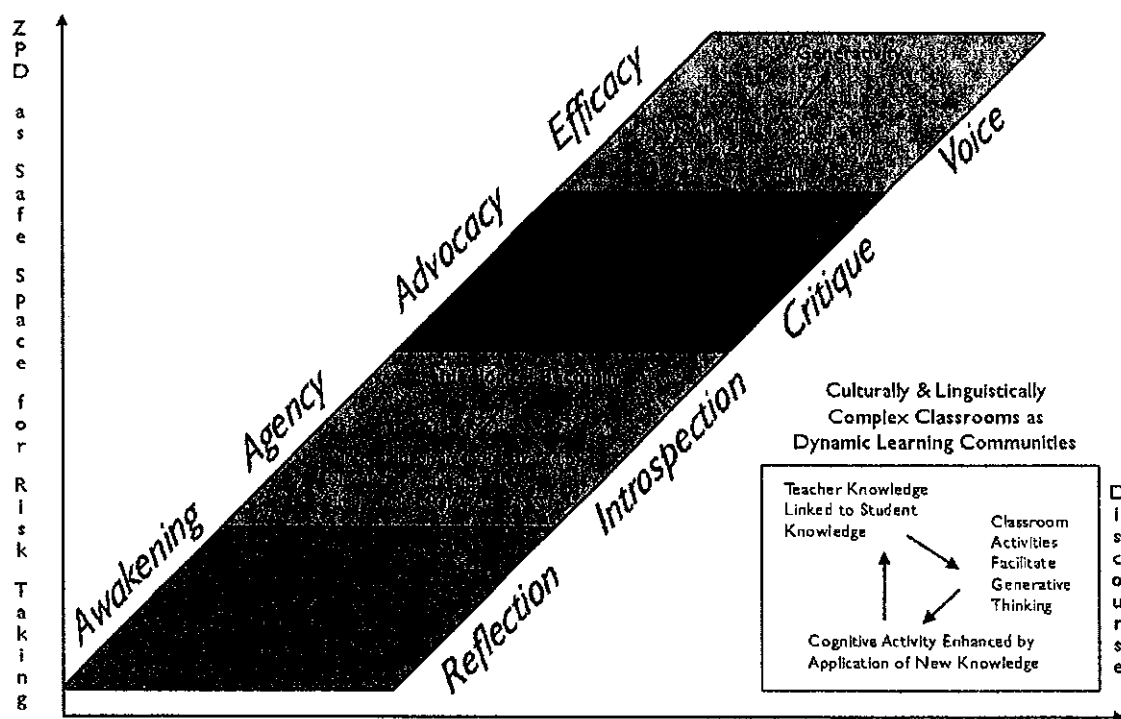 ZPD as Safe Space for Risk Taking
Generativity
Efficacy
Voice
Advocacy
Critique
Agency
Introspection
Awakening
Reflection
Culturally & Linguistically
Complex Classrooms as
Dynamic Learning Communities
Teacher Knowledge
Linked to Student
Knowledge
Classroom
Activities
Facilitate
Generative
Thinking
Cognitive Activity Enhanced by
Application of New Knowledge
Discourse